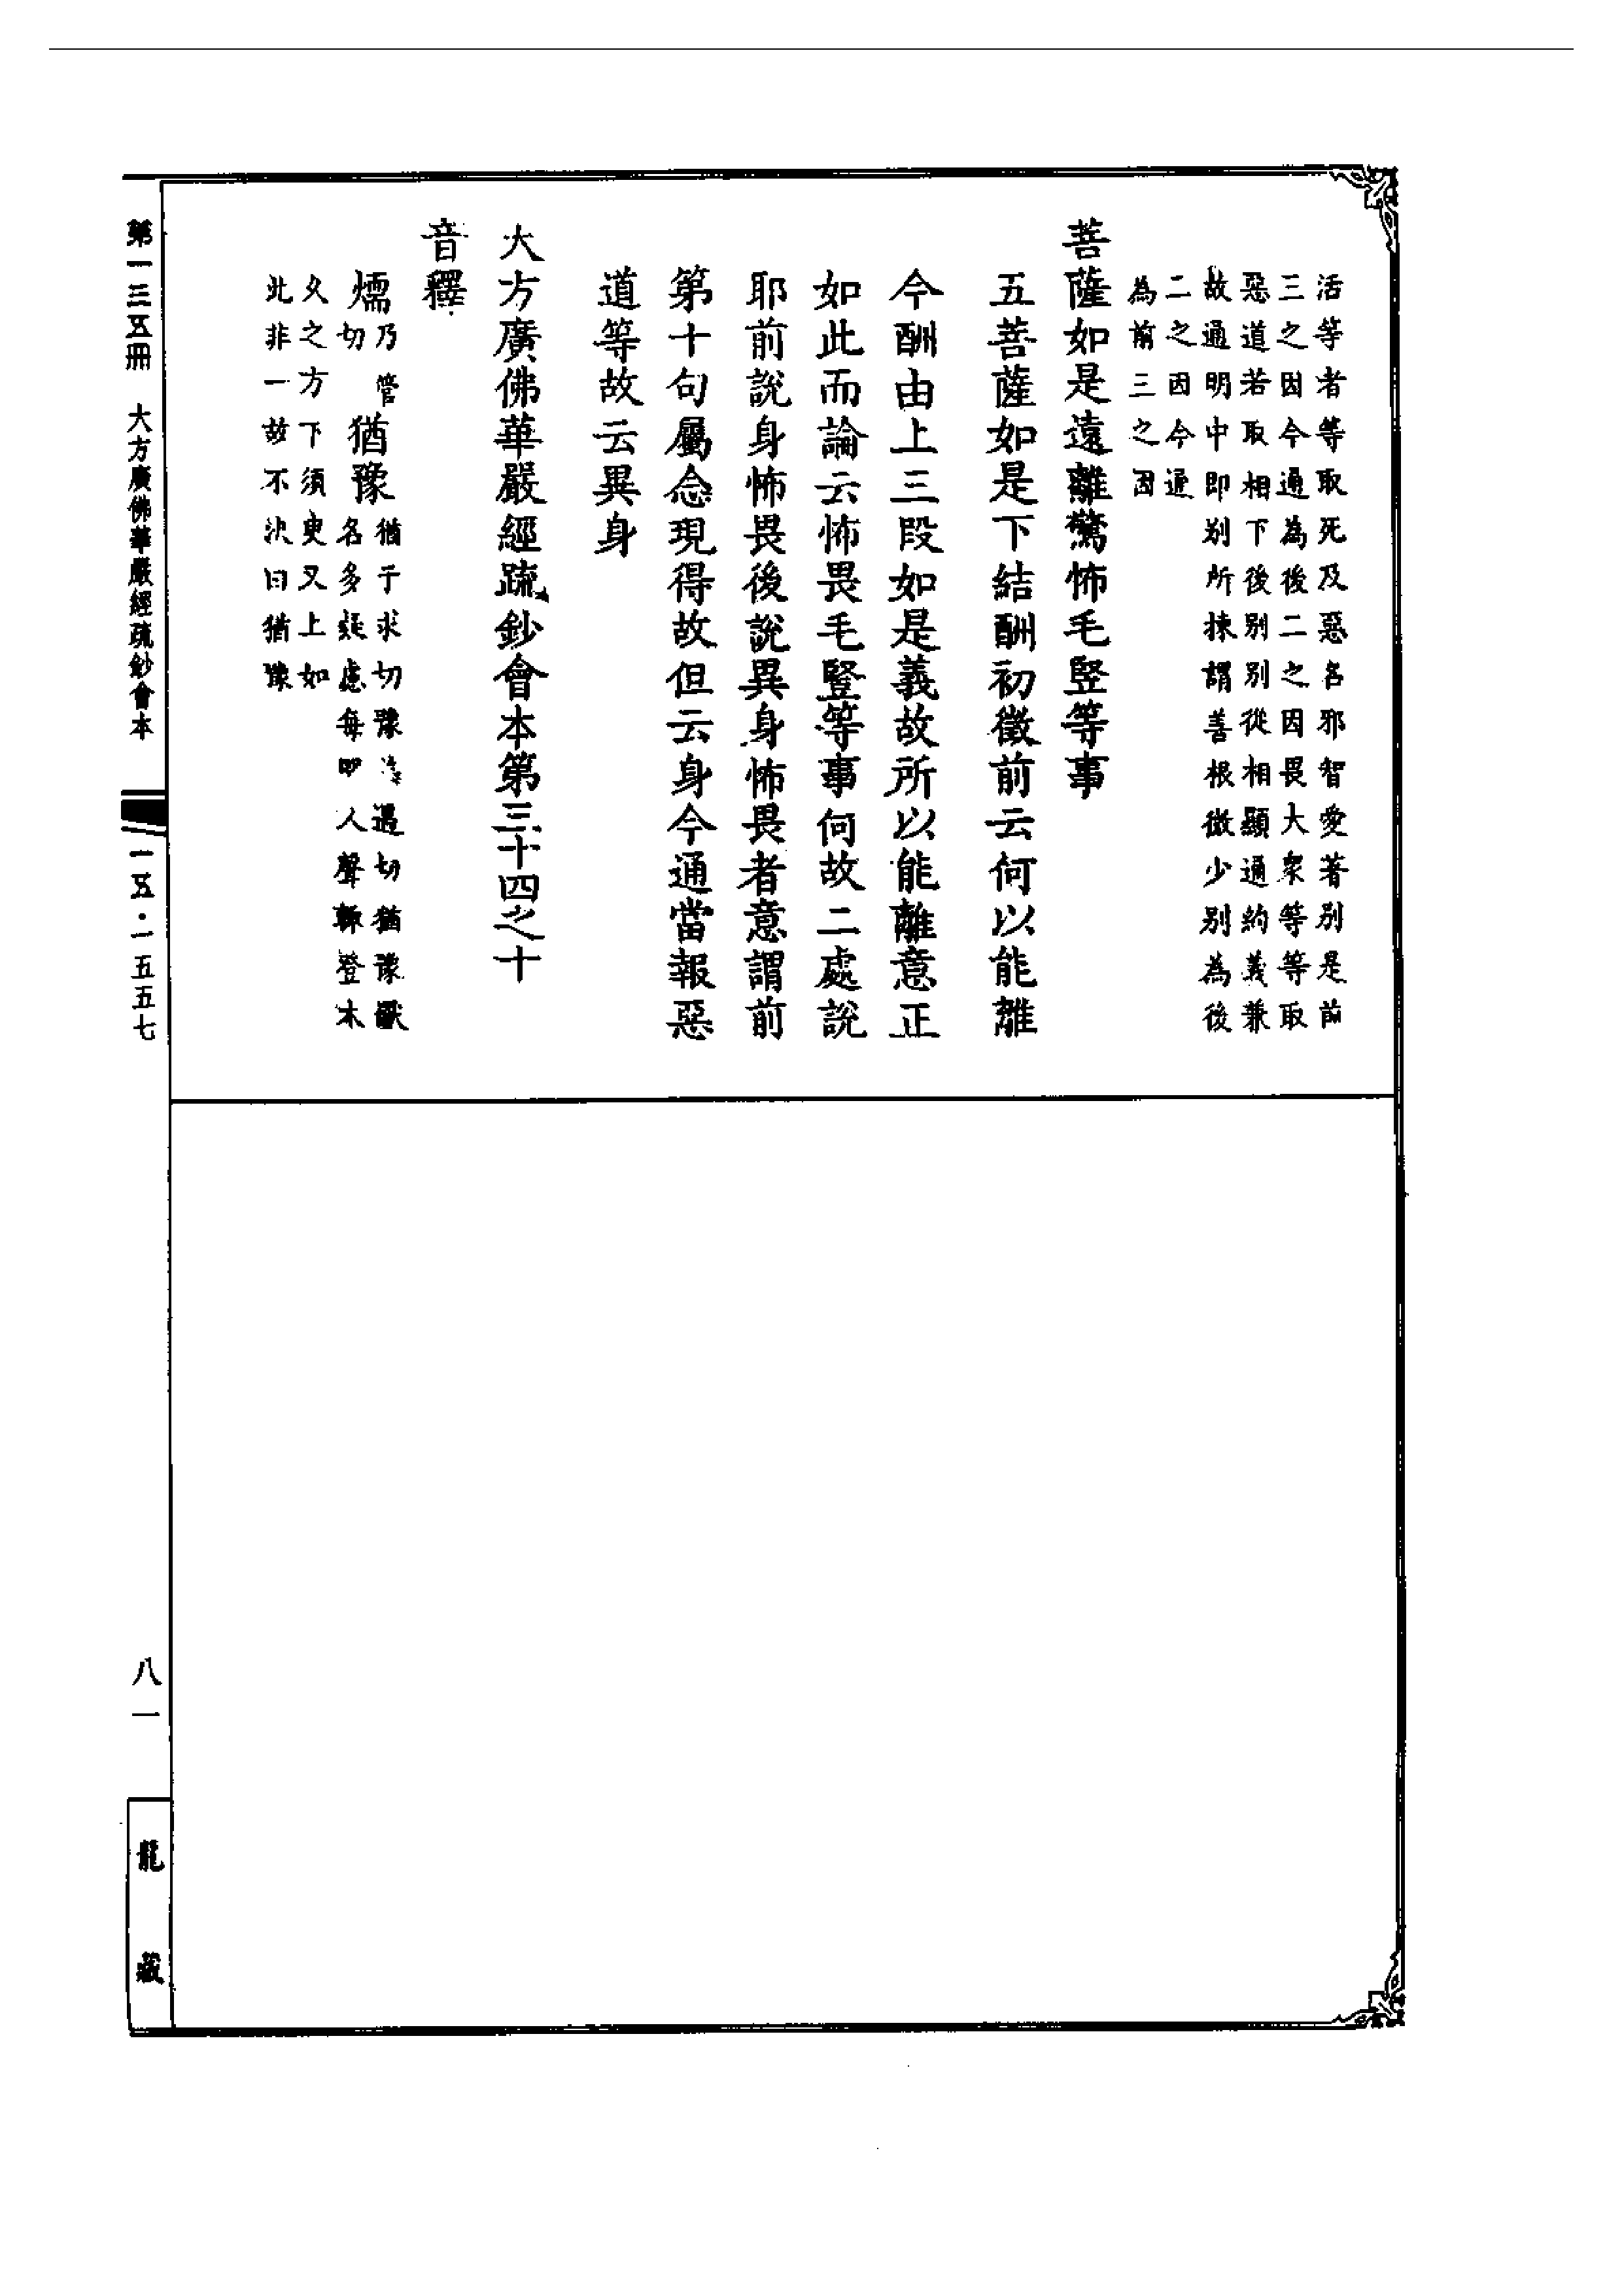 活等者等取死及惡名邪智愛著別是前
三之因今通為後二之因畏大衆等等取
惡道若取相下後別別從相顯通約義兼
故通明中即別所揀謂善根微少別為後
二之因今通
為前三之因
菩薩如是遠離驚怖毛竪等事
五菩薩如是下結酬初徵前云何以能離
今酬由上三段如是義故所以能離意正
如此而論云怖畏毛豎等事何故二處說
耶前說身怖畏後說異身怖畏者意謂前
第十句屬念現得故但云身今通當報惡
道等故云異身
大方廣佛華嚴經疏鈔會本第三十四之十
音釋
燸乃管切 猶豫猶于求切豫遇切猶豫獸
名多疑慮每聞人聲輒登木
久之方下須臾又上如
此非一故不決曰猶豫
第一三五冊 大方廣佛華嚴經疏鈔會本
一五·一五五七
八一
龍藏